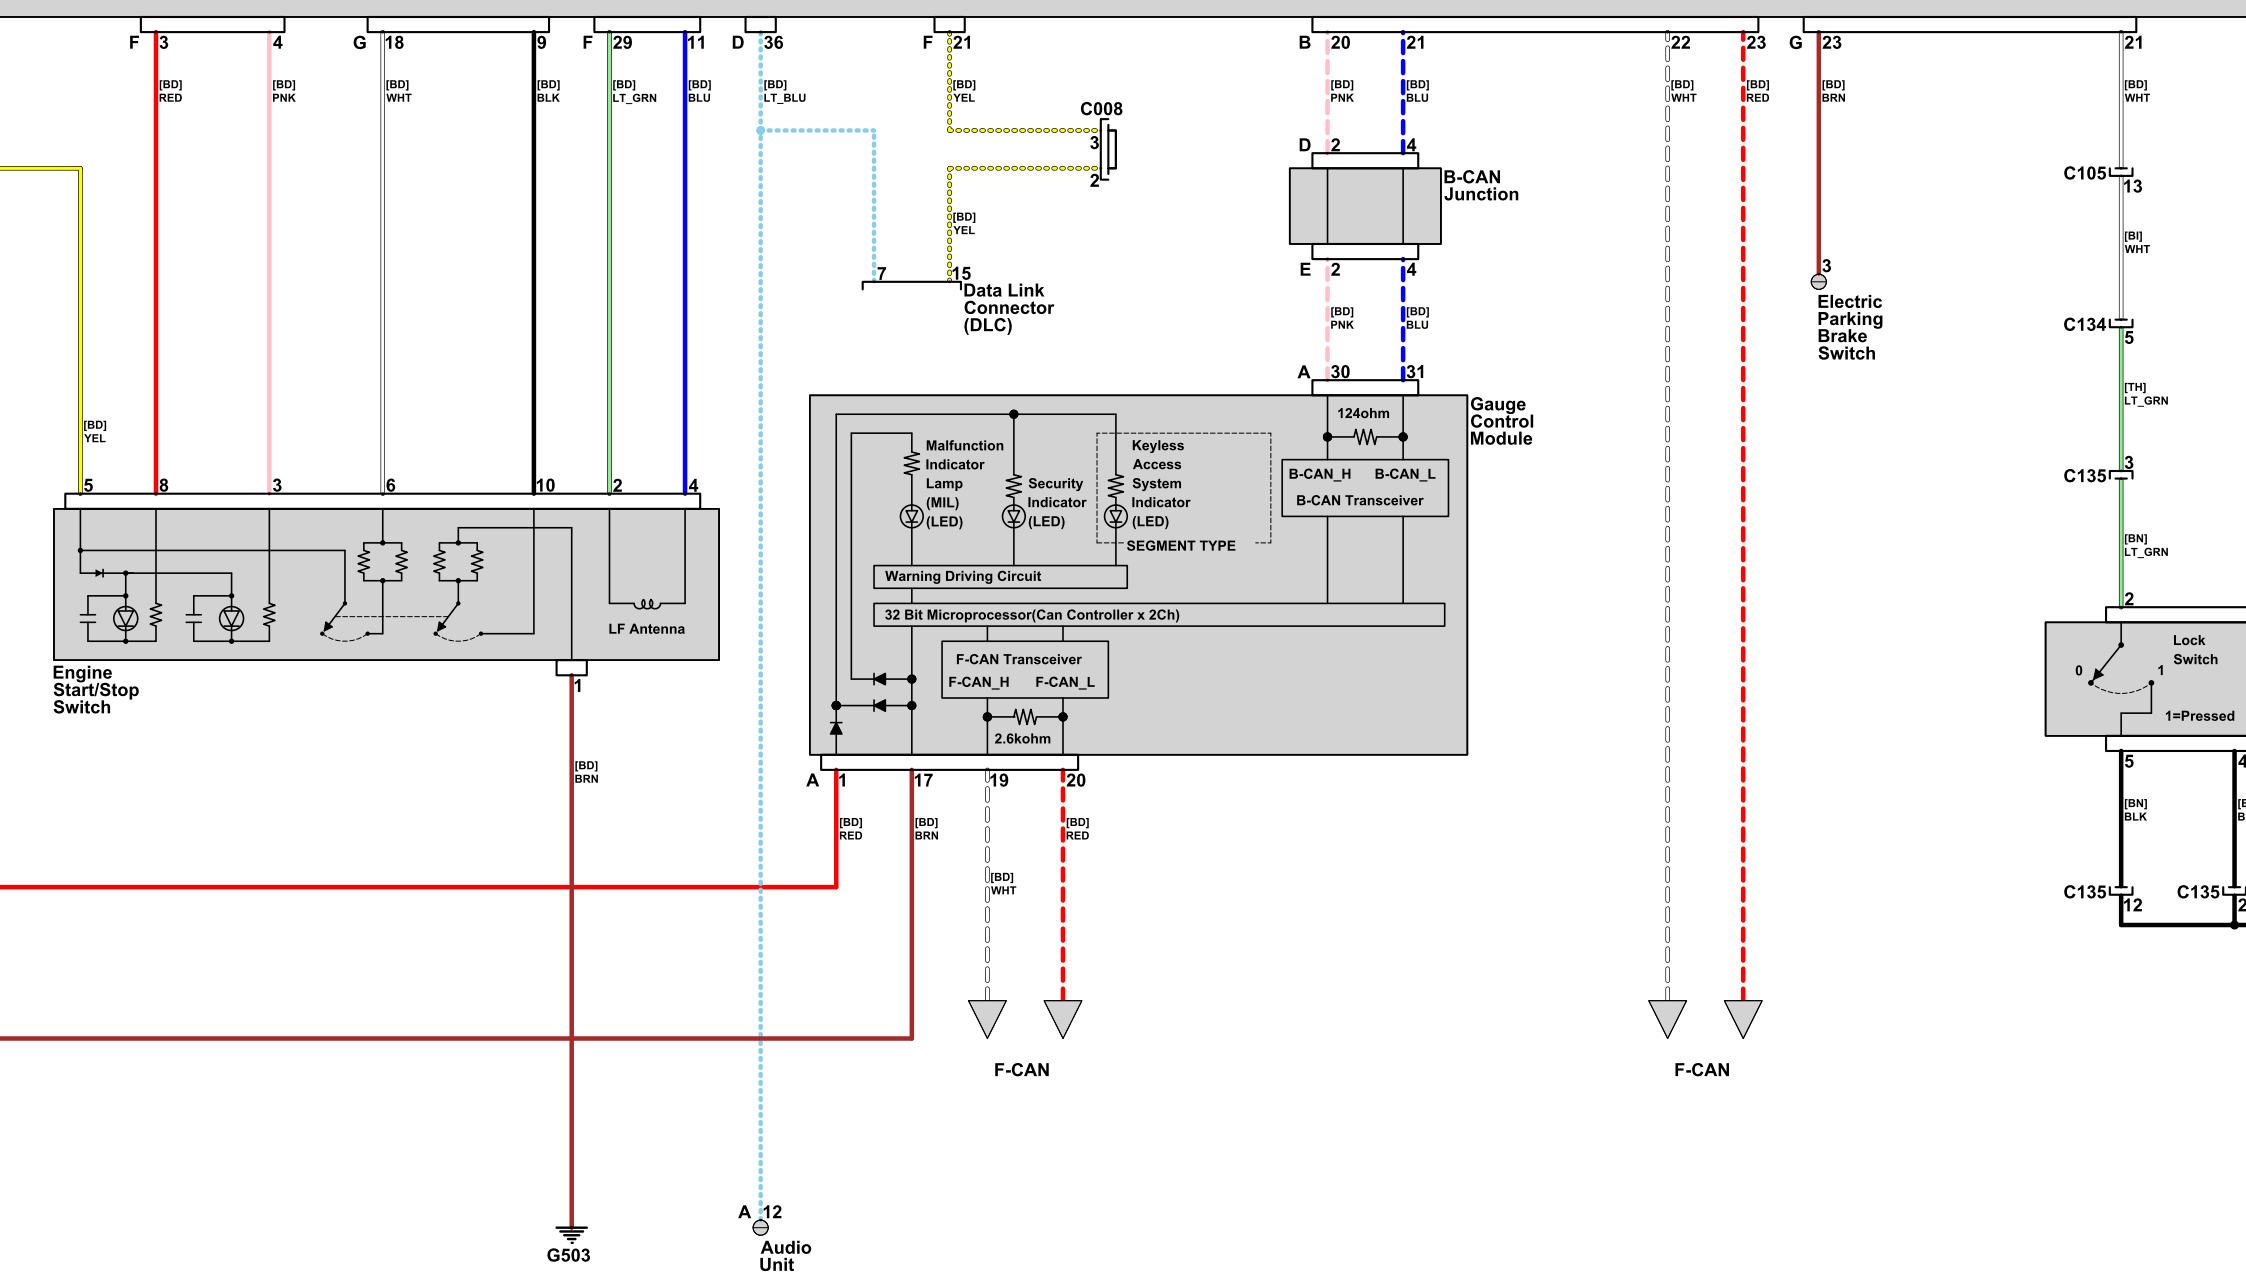 F 3 4 G 18 9 F 29 11 D 36 F 21 B 20 21 22 23 G 23 21
[BD] [BD] [BD] [BD] [BD] [BD] [BD] [BD] [BD] [BD] [BD] [BD] [BD] [BD]
RED PNK WHT BLK LT_GRN BLU LT_BLU YEL PNK BLU WHT RED BRN WHT
C008
3
2
D 2 4
B-CAN
Junction
E 2 4
C105
13
[BD]
YEL
[BI]
WHT
7 15
Data Link
Connector
(DLC)
3
Electric
Parking
Brake
Switch
[BD] [BD]
PNK BLU
C134
5
A 30 31
[TH]
LT_GRN
Gauge
Control
Module
124ohm
B-CAN_H B-CAN_L
B-CAN Transceiver
Malfunction
Indicator
Lamp
(MIL)
(LED)
Security
Indicator
(LED)
Keyless
Access
System
Indicator
(LED)
SEGMENT TYPE
Warning Driving Circuit
32 Bit Microprocessor(Can Controller x 2Ch)
F-CAN Transceiver
F-CAN_H F-CAN_L
2.6kohm
[BD]
YEL
5 8 3 6 10 2 4
LF Antenna
Engine
Start/Stop
Switch
1
[BD]
BRN
3
C135
[BN]
LT_GRN
2
Lock
Switch
0 1
1=Pressed
5 4
[BN]
BLK
C135 C135
12 2
A 1 17 19 20
[BD] [BD] [BD]
RED BRN RED
[BD]
WHT
F-CAN F-CAN
A 12
Audio
Unit
G503